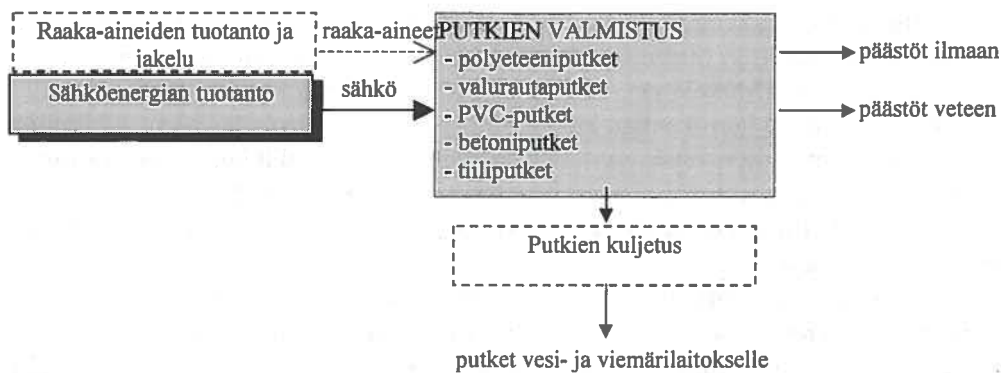 Raaka-aineiden tuotanto ja
jakelu
raaka-aineet
Sähköenergian tuotanto
sähkö
PUTKIEN VALMISTUS
- polyeteeniputket
- valurautaputket
- PVC-putket
- betoniputket
- tiiliputket
päästöt ilmaan
päästöt veteen
Putkien kuljetus
putket vesi- ja viemärilaitokselle